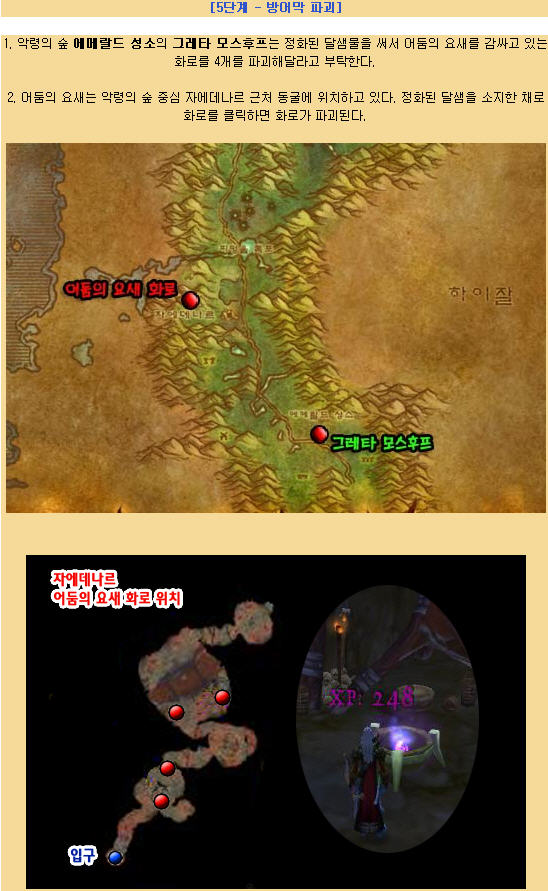 [5단계 - 방어막 파괴]
1. 악령의 숲 에메랄드 성소의 그레타 모스후프는 정화된 달샘물을 써서 어둠의 요새를 감싸고 있는
화로를 4개를 파괴해달라고 부탁한다.
2. 어둠의 요새는 악령의 숲 중심 자에데나르 근처 동굴에 위치하고 있다. 정화된 달샘을 소지한 채로
화로를 클릭하면 화로가 파괴된다.
어둠의 요새 화로
자에데나르
하이잘
에메랄드 성소
그레타 모스후프
자에데나르
어둠의 요새 화로 위치
XP: 248
입구